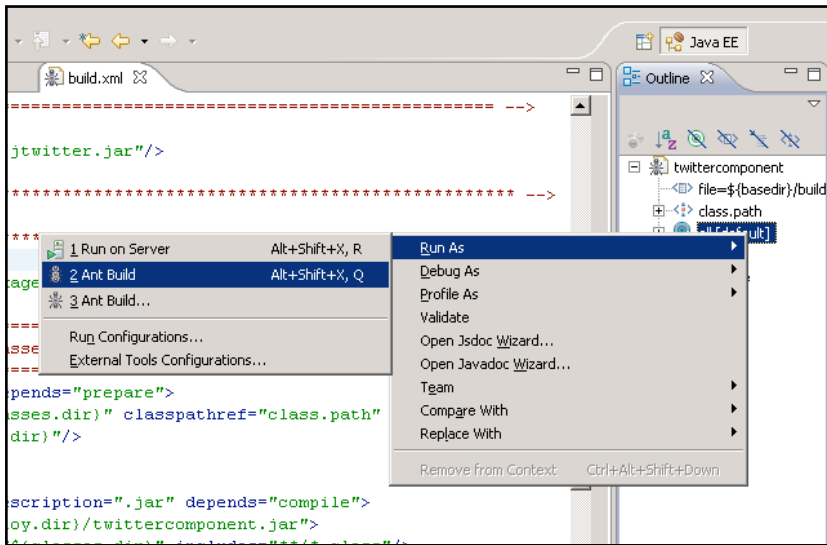 Java EE
build.xml
Outline
================================================ -->
jtwitter.jar"/>
************************************************** -->
twittercomponent
file=${basedir}/build
class.path
all [default]
Run As
Debug As
Profile As
Validate
Open Jsdoc Wizard...
Open Javadoc Wizard...
Team
Compare With
Replace With
Remove from Context Ctrl+Alt+Shift+Down
1 Run on Server Alt+Shift+X, R
2 Ant Build Alt+Shift+X, Q
3 Ant Build...
Run Configurations...
External Tools Configurations...
pends="prepare">
sses.dir}" classpathref="class.path"
dir}"/>
scription=".jar" depends="compile">
oy.dir}/twittercomponent.jar">